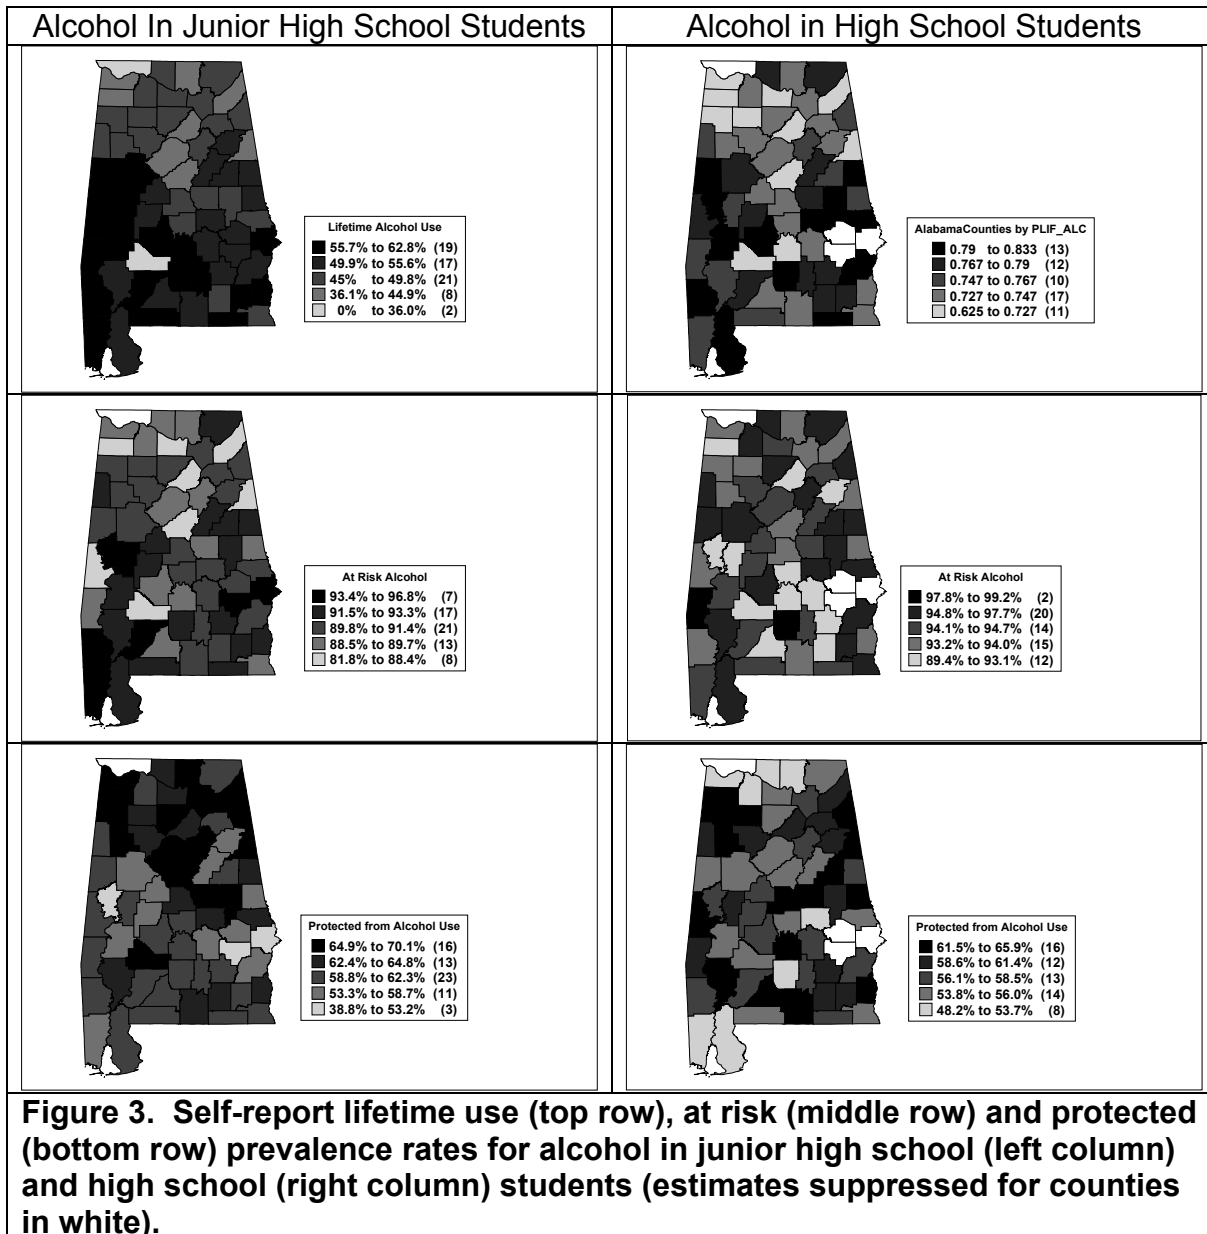 Alcohol In Junior High School Students
Alcohol in High School Students
Lifetime Alcohol Use
55.7% to 62.8% (19)
49.9% to 55.6% (17)
45% to 49.8% (21)
36.1% to 44.9% (8)
0% to 36.0% (2)
AlabamaCounties by PLIF_ALC
0.79 to 0.833 (13)
0.767 to 0.79 (12)
0.747 to 0.767 (10)
0.727 to 0.747 (17)
0.625 to 0.727 (11)
At Risk Alcohol
93.4% to 96.8% (7)
91.5% to 93.3% (17)
89.8% to 91.4% (21)
88.5% to 89.7% (13)
81.8% to 88.4% (8)
At Risk Alcohol
97.8% to 99.2% (2)
94.8% to 97.7% (20)
94.1% to 94.7% (14)
93.2% to 94.0% (15)
89.4% to 93.1% (12)
Protected from Alcohol Use
64.9% to 70.1% (16)
62.4% to 64.8% (13)
58.8% to 62.3% (23)
53.3% to 58.7% (11)
38.8% to 53.2% (3)
Protected from Alcohol Use
61.5% to 65.9% (16)
58.6% to 61.4% (12)
56.1% to 58.5% (13)
53.8% to 56.0% (14)
48.2% to 53.7% (8)
Figure 3. Self-report lifetime use (top row), at risk (middle row) and protected
(bottom row) prevalence rates for alcohol in junior high school (left column)
and high school (right column) students (estimates suppressed for counties
in white).